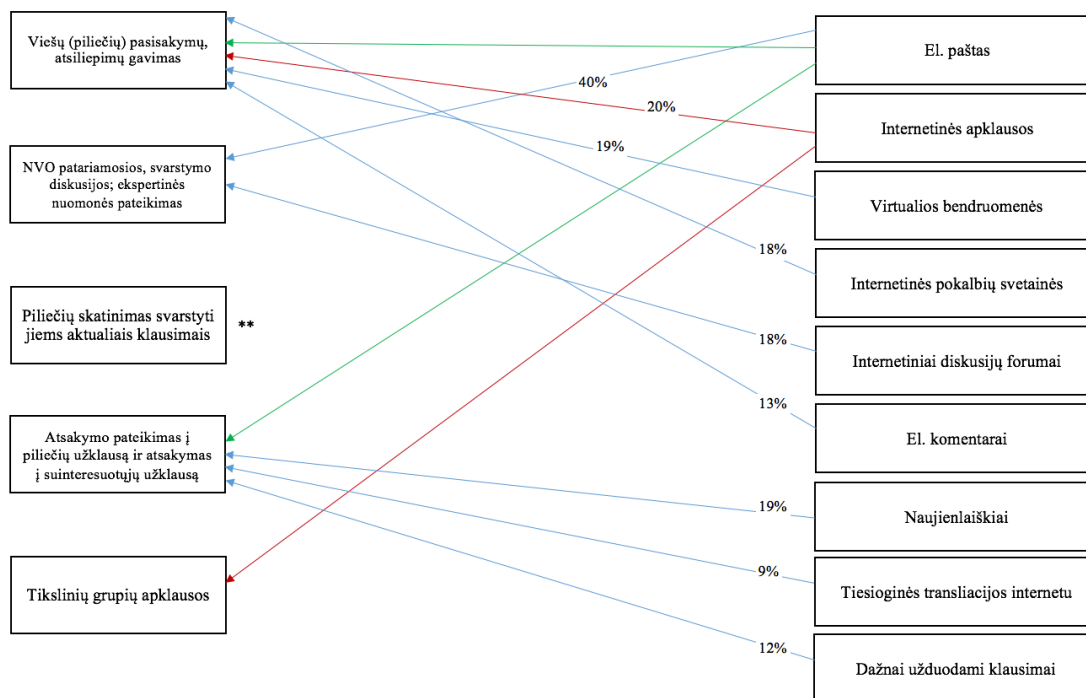 Viešų (piliečių) pasisakymų,
atsiliepimų gavimas
NVO patariamosios, svarstymo
diskusijos; ekspertinės
nuomonės pateikimas
Piliečių skatinimas svarstyti
jiems aktualiais klausimais
**
Atsakymo pateikimas į
piliečių užklausą ir atsakymas
į suinteresuotųjų užklausą
Tikslinių grupių apklausos
40%
20%
19%
18%
18%
13%
19%
9%
12%
El. paštas
Internetinės apklausos
Virtualios bendruomenės
Internetinės pokalbių svetainės
Internetiniai diskusijų forumai
El. komentarai
Naujienlaiškiai
Tiesioginės transliacijos internetu
Dažnai užduodami klausimai